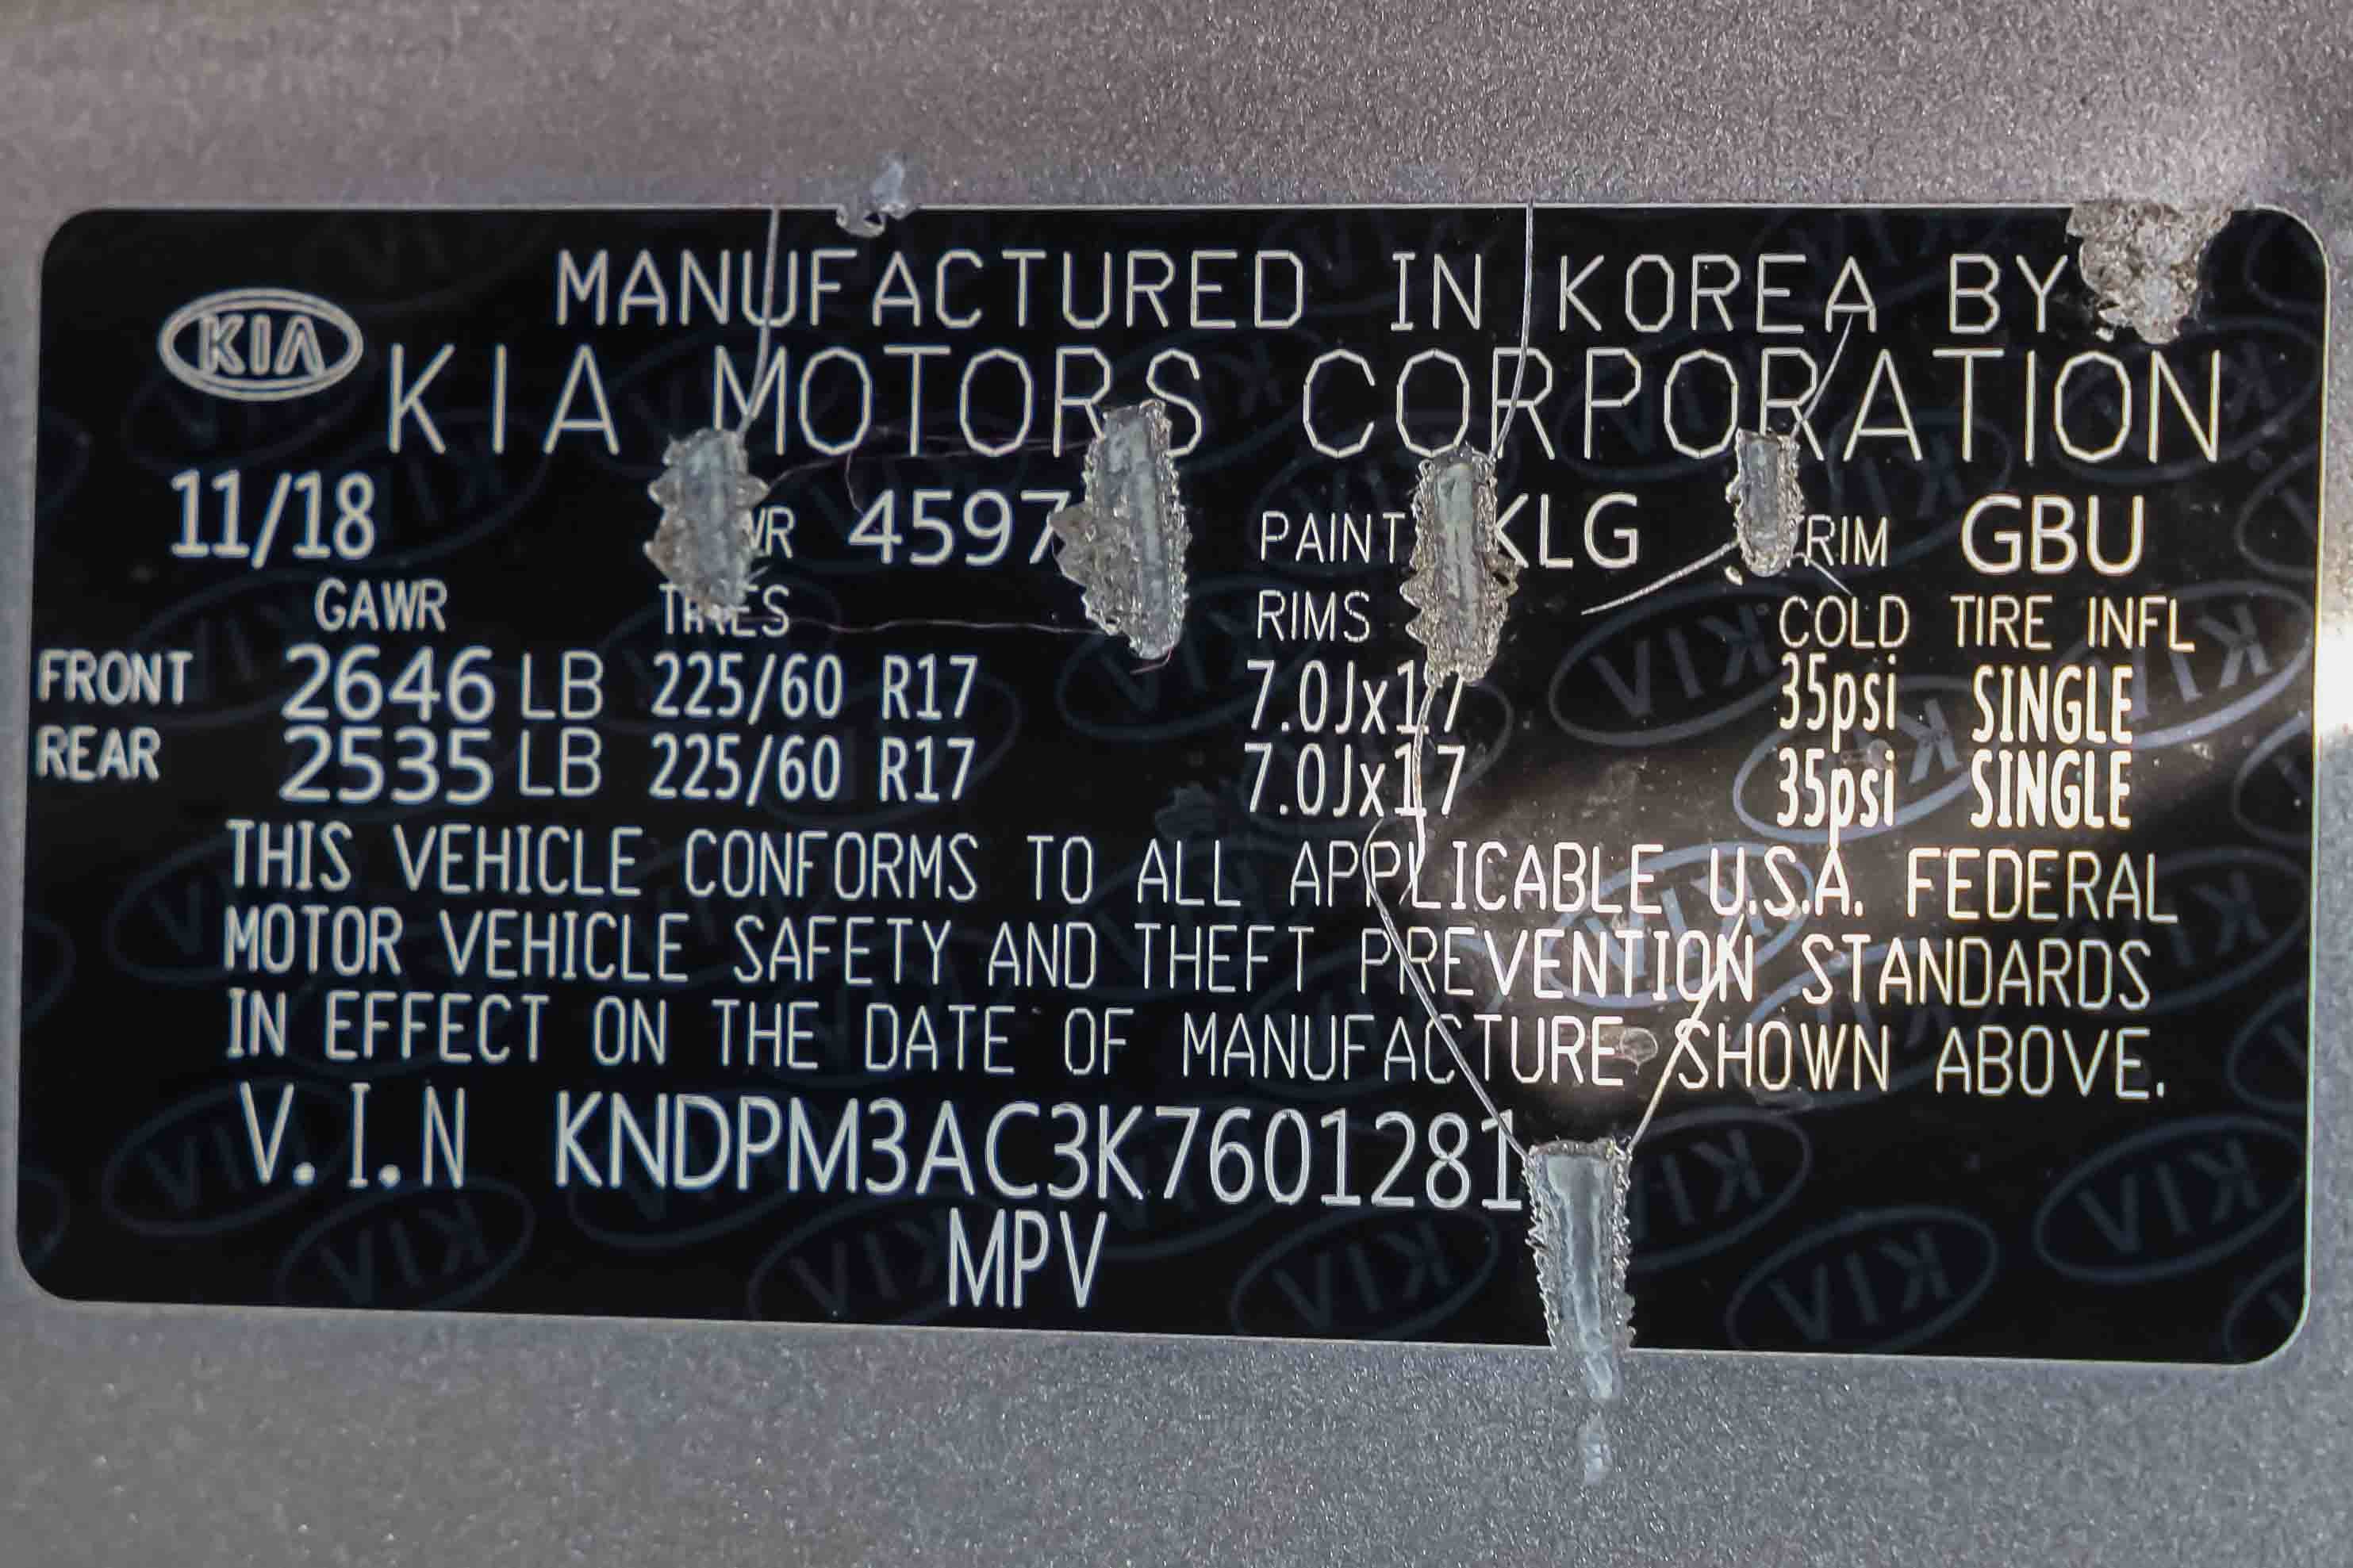 MANUFACTURED IN KOREA BY
KIA KIA MOTORS CORPORATION
11/18 4597 PAINT KLG TRIM GBU
GAWR TIRES RIMS COLD TIRE INFL
FRONT 2646 LB 225/60 R17 7.0Jx17 35psi SINGLE
REAR 2535 LB 225/60 R17 7.0Jx17 35psi SINGLE
THIS VEHICLE CONFORMS TO ALL APPLICABLE U.S.A. FEDERAL
MOTOR VEHICLE SAFETY AND THEFT PREVENTION STANDARDS
IN EFFECT ON THE DATE OF MANUFACTURE SHOWN ABOVE.
V.I.N KNDPM3AC3K7601281
MPV